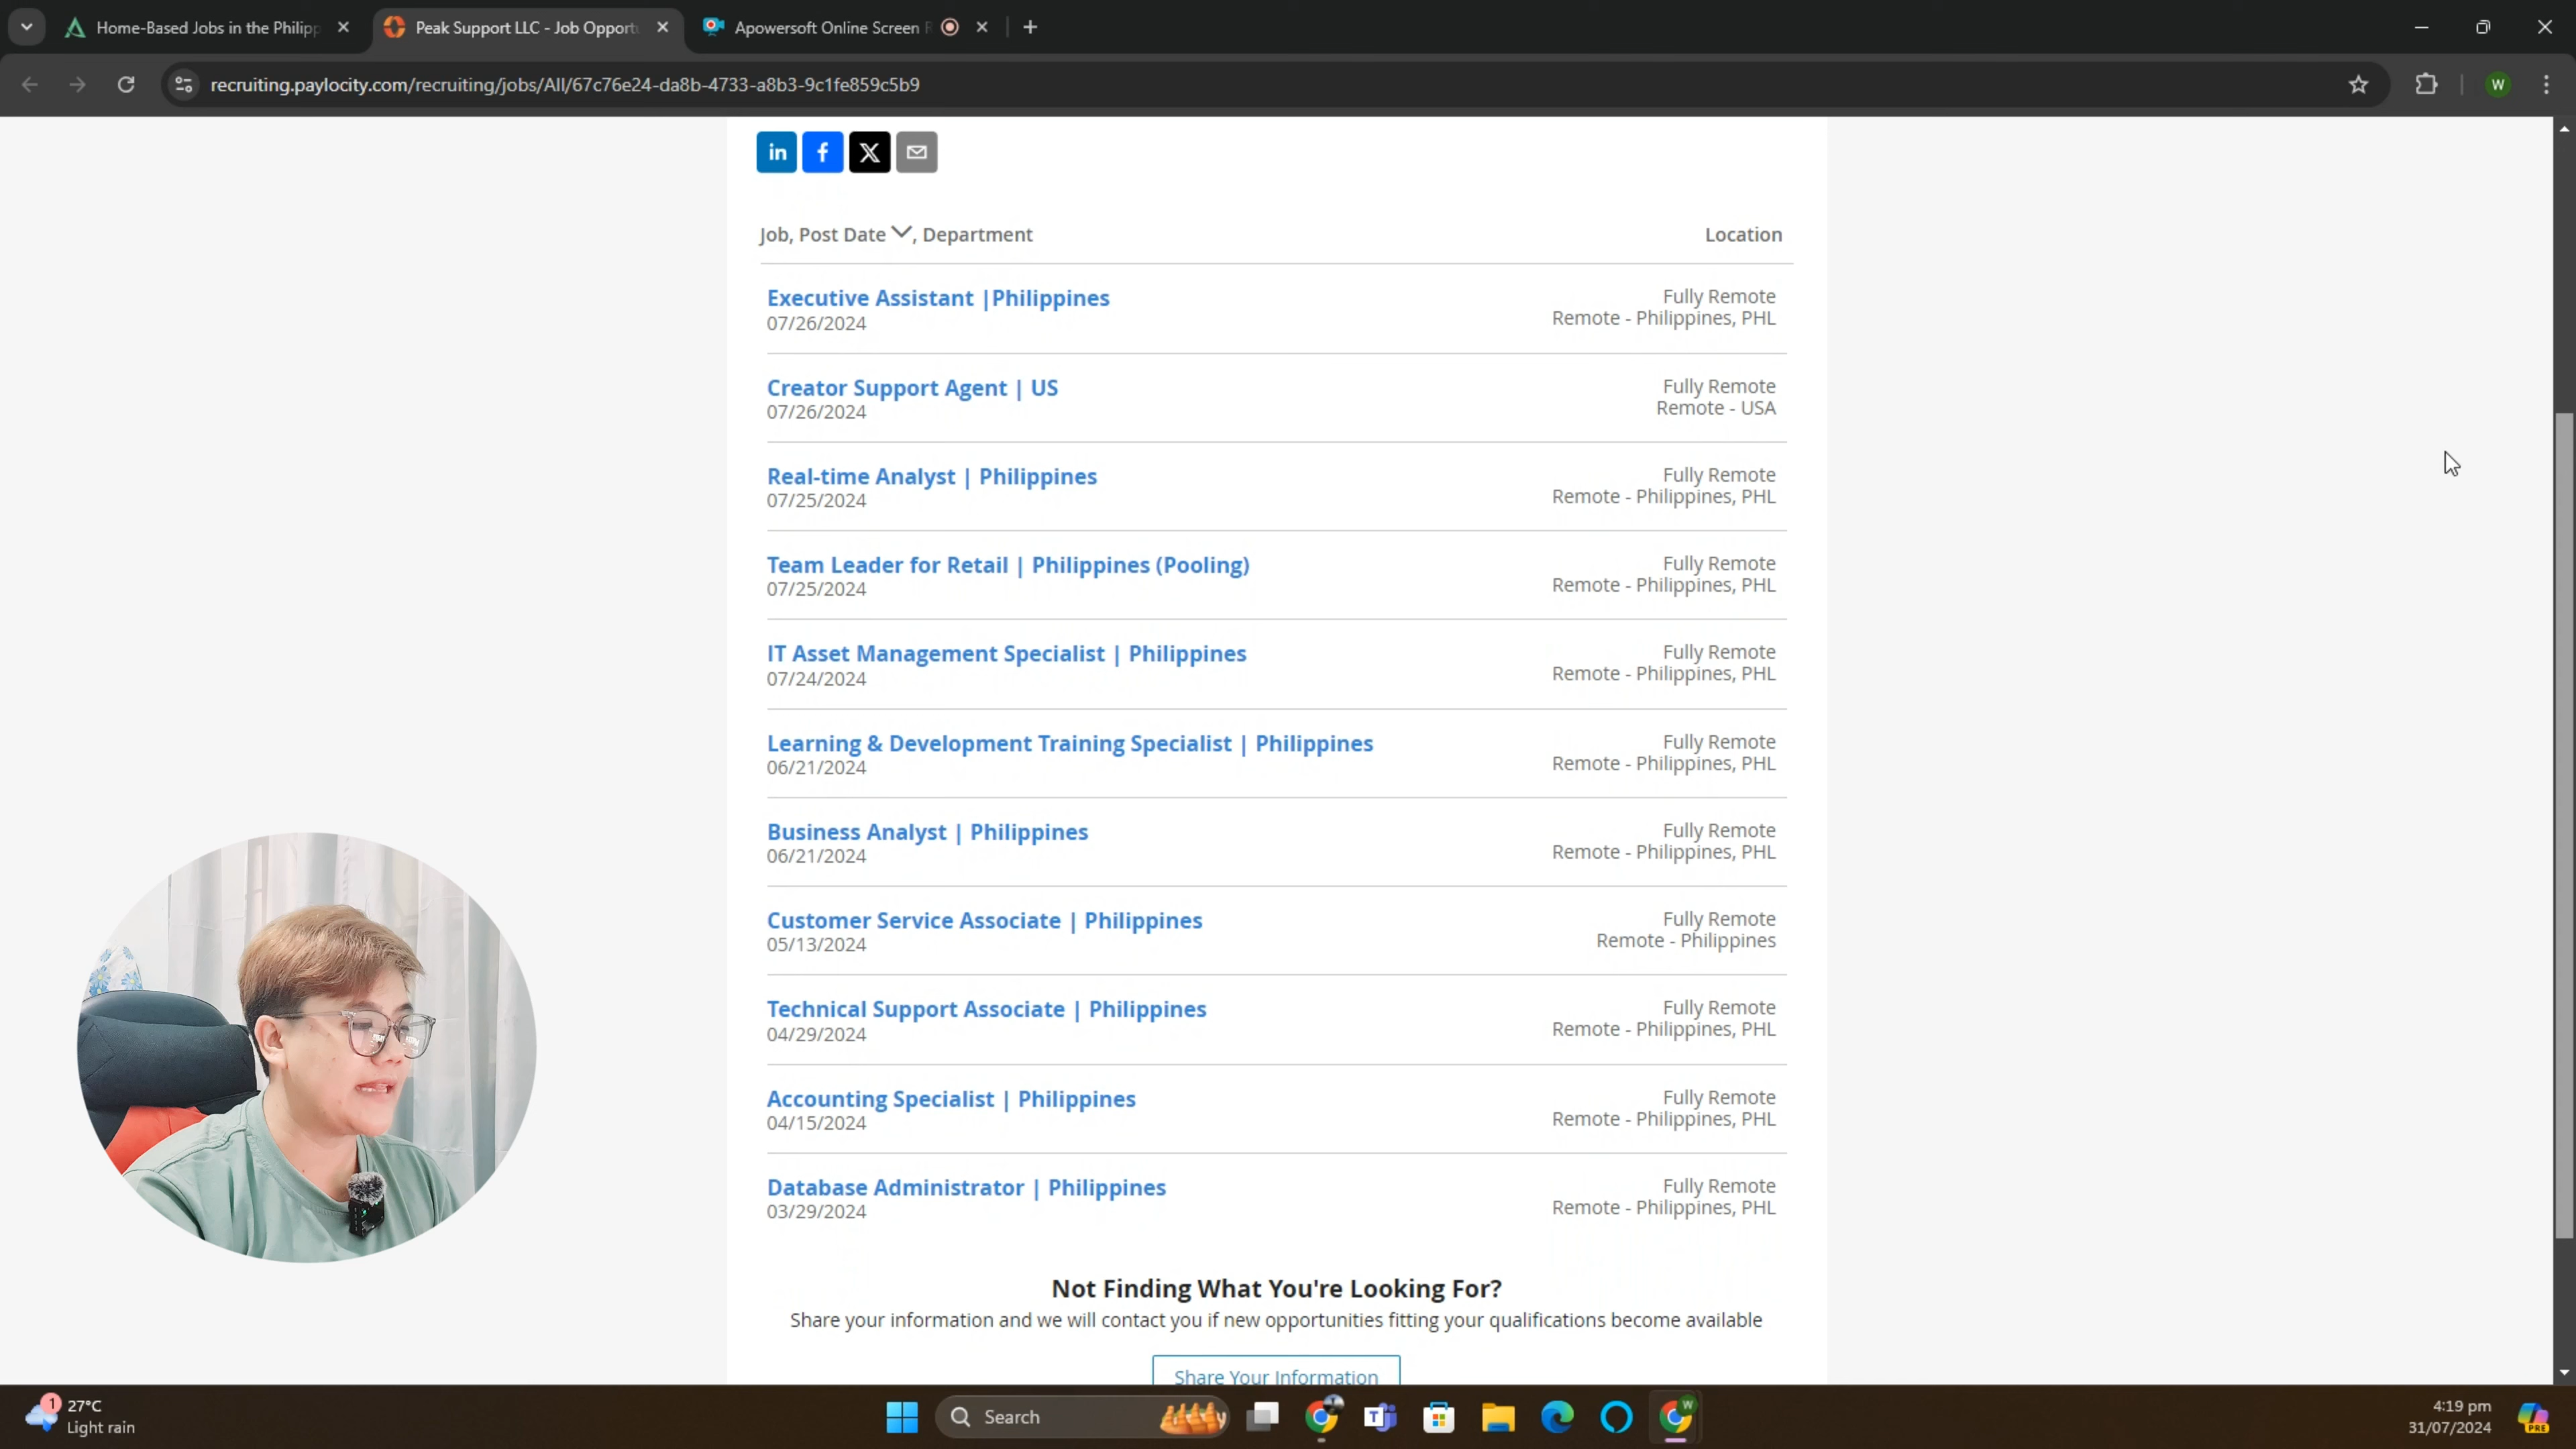 Home-Based Jobs in the Philipp
Peak Support LLC - Job Opport
Apowersoft Online Screen
recruiting.paylocity.com/recruiting/jobs/All/67c76e24-da8b-4733-a8b3-9c1fe859c5b9
W
in
Job, Post Date , Department
Location
Executive Assistant |Philippines
07/26/2024
Fully Remote
Remote - Philippines, PHL
Creator Support Agent | US
07/26/2024
Fully Remote
Remote - USA
Real-time Analyst | Philippines
07/25/2024
Fully Remote
Remote - Philippines, PHL
Team Leader for Retail | Philippines (Pooling)
07/25/2024
Fully Remote
Remote - Philippines, PHL
IT Asset Management Specialist | Philippines
07/24/2024
Fully Remote
Remote - Philippines, PHL
Learning & Development Training Specialist | Philippines
06/21/2024
Fully Remote
Remote - Philippines, PHL
Business Analyst | Philippines
06/21/2024
Fully Remote
Remote - Philippines, PHL
Customer Service Associate | Philippines
05/13/2024
Fully Remote
Remote - Philippines
Technical Support Associate | Philippines
04/29/2024
Fully Remote
Remote - Philippines, PHL
Accounting Specialist | Philippines
04/15/2024
Fully Remote
Remote - Philippines, PHL
Database Administrator | Philippines
03/29/2024
Fully Remote
Remote - Philippines, PHL
Not Finding What You're Looking For?
Share your information and we will contact you if new opportunities fitting your qualifications become available
Share Your Information
1
27°C
Light rain
Search
W
4:19 pm
31/07/2024
PRE